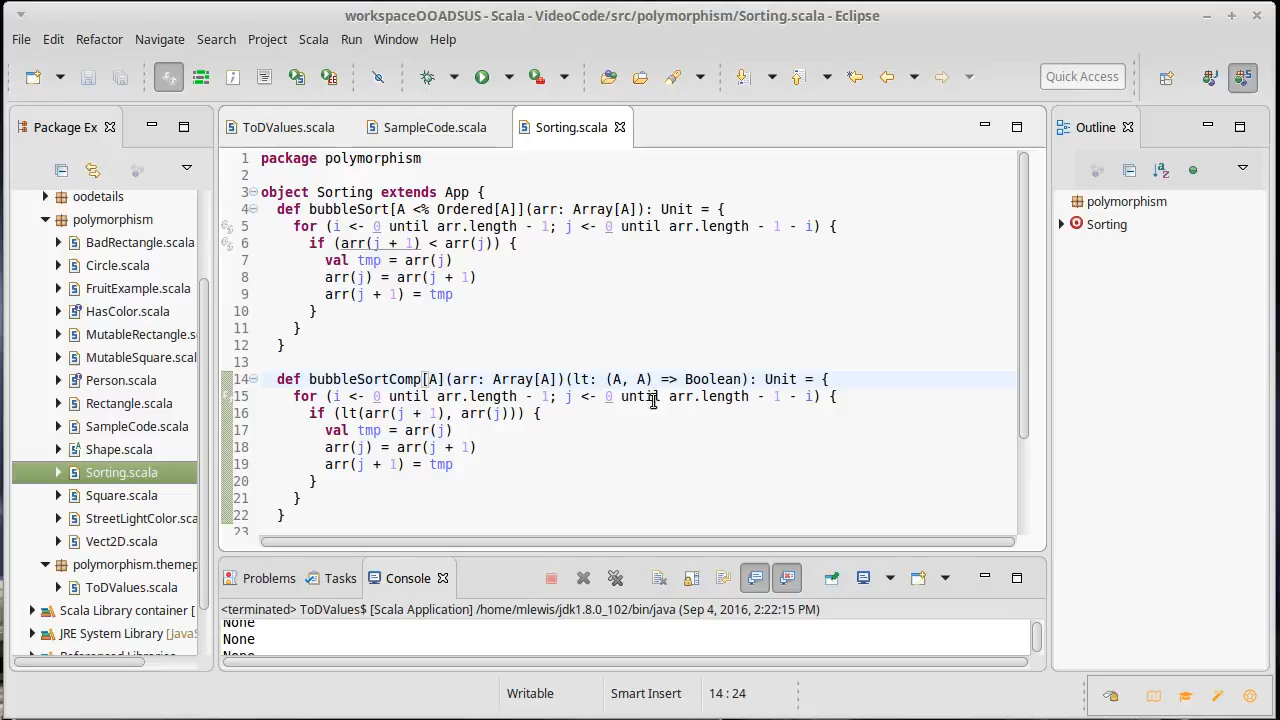 workspaceOOADSUS - Scala - VideoCode/src/polymorphism/Sorting.scala - Eclipse
File Edit Refactor Navigate Search Project Scala Run Window Help
Quick Access
Package Ex
oodetails
polymorphism
BadRectangle.scala
Circle.scala
FruitExample.scala
HasColor.scala
MutableRectangle.s
MutableSquare.scal
Person.scala
Rectangle.scala
SampleCode.scala
Shape.scala
Sorting.scala
Square.scala
StreetLightColor.sca
Vect2D.scala
polymorphism.themep
ToDValues.scala
Scala Library container [
JRE System Library [JavaS
Referenced Libraries
ToDValues.scala SampleCode.scala Sorting.scala
1 package polymorphism
2
3 object Sorting extends App {
4 def bubbleSort[A <% Ordered[A]](arr: Array[A]): Unit = {
5 for (i <- 0 until arr.length - 1; j <- 0 until arr.length - 1 - i) {
6 if (arr(j + 1) < arr(j)) {
7 val tmp = arr(j)
8 arr(j) = arr(j + 1)
9 arr(j + 1) = tmp
10 }
11 }
12 }
13
14 def bubbleSortComp[A](arr: Array[A])(lt: (A, A) => Boolean): Unit = {
15 for (i <- 0 until arr.length - 1; j <- 0 until arr.length - 1 - i) {
16 if (lt(arr(j + 1), arr(j))) {
17 val tmp = arr(j)
18 arr(j) = arr(j + 1)
19 arr(j + 1) = tmp
20 }
21 }
22 }
23
Outline
polymorphism
Sorting
Problems Tasks Console
<terminated> ToDValues$ [Scala Application] /home/mlewis/jdk1.8.0_102/bin/java (Sep 4, 2016, 2:22:15 PM)
None
None
None
Writable Smart Insert 14 : 24